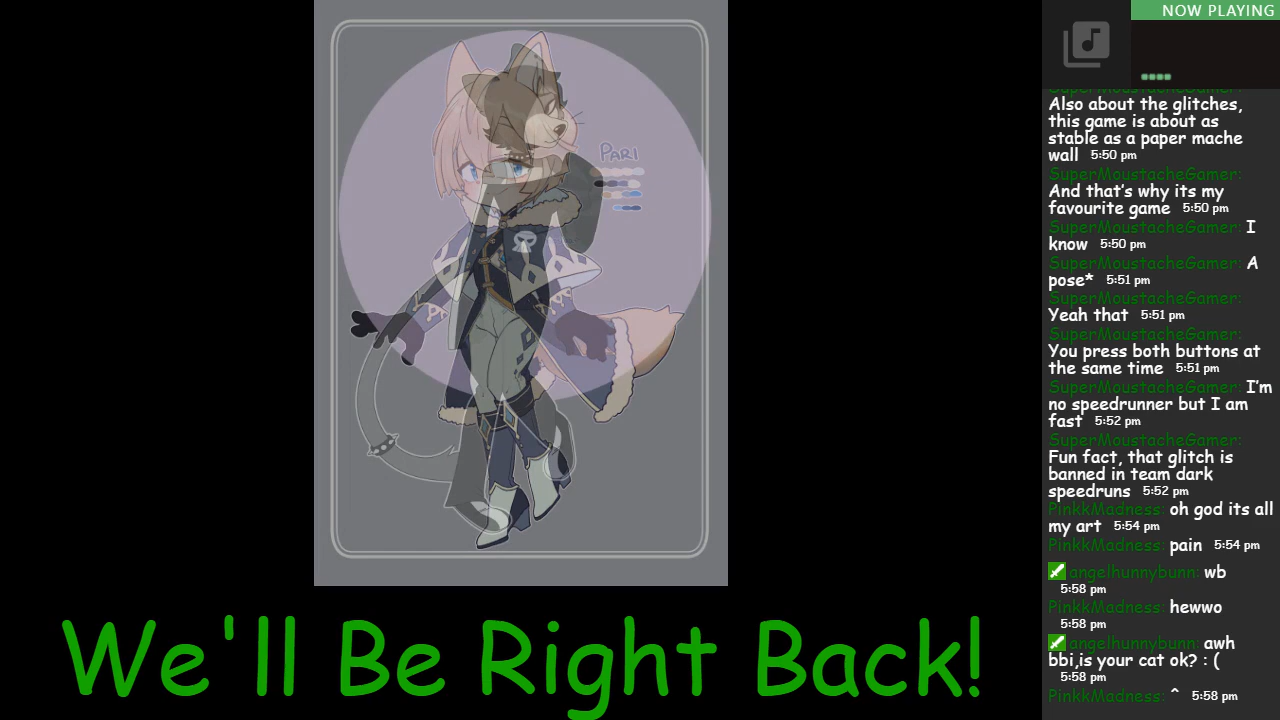 NOW PLAYING
PARI
SuperMoustacheGamer:
Also about the glitches,
this game is about as
stable as a paper mache
wall 5:50 pm
SuperMoustacheGamer:
And that's why its my
favourite game 5:50 pm
SuperMoustacheGamer: I
know 5:50 pm
SuperMoustacheGamer: A
pose* 5:51 pm
SuperMoustacheGamer:
Yeah that 5:51 pm
SuperMoustacheGamer:
You press both buttons at
the same time 5:51 pm
SuperMoustacheGamer: I'm
no speedrunner but I am
fast 5:52 pm
SuperMoustacheGamer:
Fun fact, that glitch is
banned in team dark
speedruns 5:52 pm
PinkkMadness: oh god its all
my art 5:54 pm
PinkkMadness: pain 5:54 pm
angelhunnybunn: wb
5:58 pm
PinkkMadness: hewwo
5:58 pm
angelhunnybunn: awh
bbi,is your cat ok? : (
5:58 pm
PinkkMadness: ^ 5:58 pm
We'll Be Right Back!